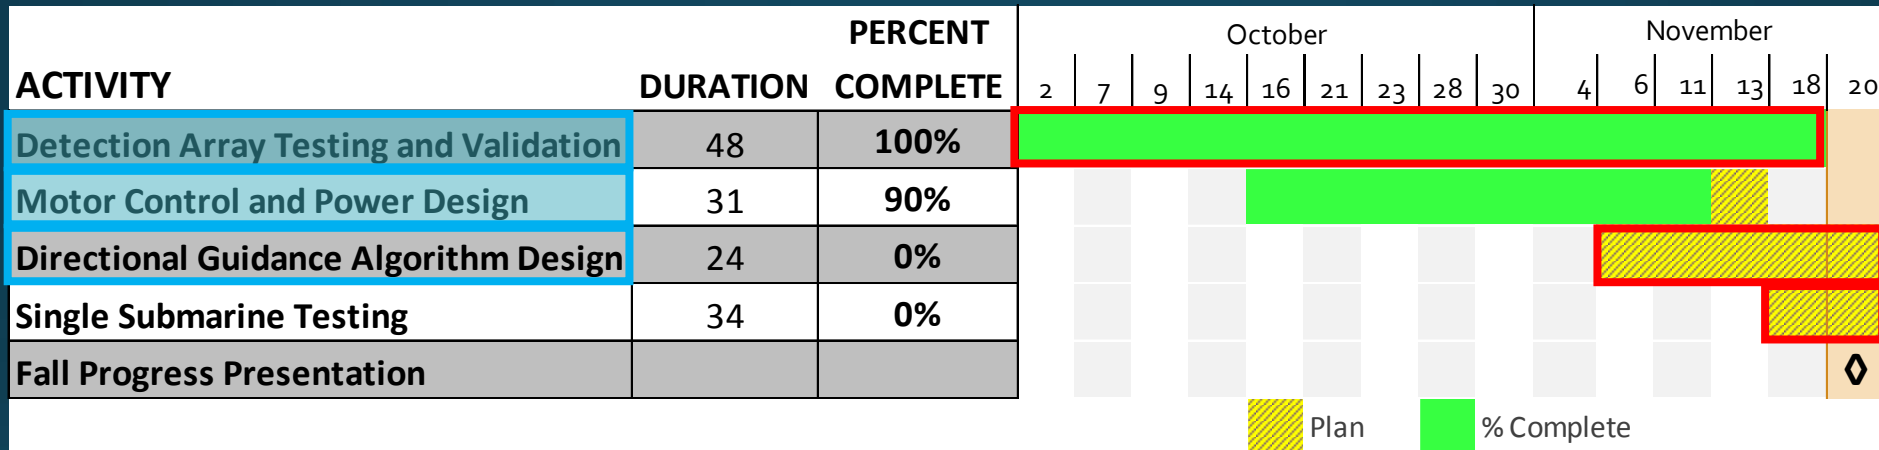 PERCENT October November
ACTIVITY DURATION COMPLETE 2 7 9 14 16 21 23 28 30 4 6 11 13 18 20
Detection Array Testing and Validation 48 100%
Motor Control and Power Design 31 90%
Directional Guidance Algorithm Design 24 0%
Single Submarine Testing 34 0%
Fall Progress Presentation ◊
Plan % Complete